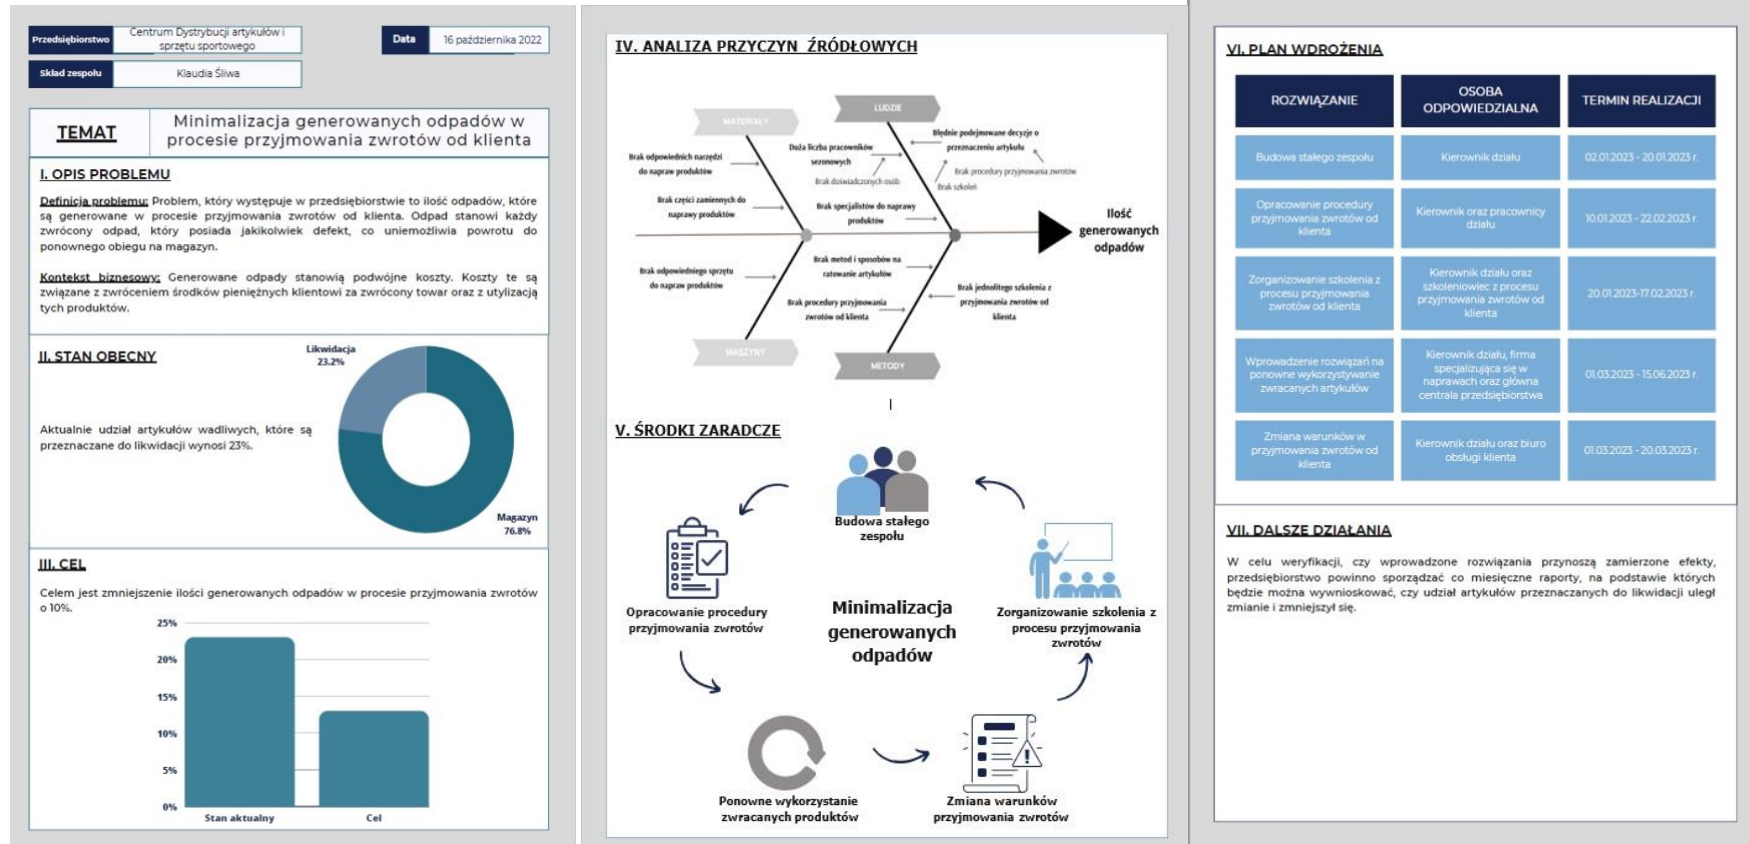 Przedsiębiorstwo
Centrum Dystrybucji artykułów i
sprzętu sportowego
Data
16 października 2022
Skład zespołu
Klaudia Śliwa
TEMAT
Minimalizacja generowanych odpadów w
procesie przyjmowania zwrotów od klienta
I. OPIS PROBLEMU
Definicja problemu: Problem, który występuje w przedsiębiorstwie to ilość odpadów, które
są generowane w procesie przyjmowania zwrotów od klienta. Odpad stanowi każdy
zwrócony odpad, który posiada jakikolwiek defekt, co uniemożliwia powrotu do
ponownego obiegu na magazyn.
Kontekst biznesowy: Generowane odpady stanowią podwójne koszty. Koszty te są
związane z zwróceniem środków pieniężnych klientowi za zwrócony towar oraz z utylizacją
tych produktów.
II. STAN OBECNY
Likwidacja
23.2%
Aktualnie udział artykułów wadliwych, które są
przeznaczane do likwidacji wynosi 23%.
Magazyn
76.8%
III. CEL
Celem jest zmniejszenie ilości generowanych odpadów w procesie przyjmowania zwrotów
o 10%.
25%
20%
15%
10%
5%
0%
Stan aktualny
Cel
IV. ANALIZA PRZYCZYN ŹRÓDŁOWYCH
MATERIAŁY
LUDZIE
Brak odpowiednich narzędzi
do napraw produktów
Brak części zamiennych do
naprawy produktów
Duża liczba pracowników
sezonowych
Brak doświadczonych osób
Błędnie podejmowane decyzje o
przeznaczeniu artykułu
Brak procedury przyjmowania zwrotów
Brak szkoleń
Brak specjalistów do naprawy
produktów
Ilość
generowanych
odpadów
Brak odpowiedniego sprzętu
do napraw produktów
Brak metod i sposobów na
ratowanie artykułów
Brak procedury przyjmowania
zwrotów od klienta
Brak jednolitego szkolenia z
przyjmowania zwrotów od
klienta
MASZYNY
METODY
V. ŚRODKI ZARADCZE
Budowa stałego
zespołu
Opracowanie procedury
przyjmowania zwrotów
Minimalizacja
generowanych
odpadów
Zorganizowanie szkolenia z
procesu przyjmowania
zwrotów
Ponowne wykorzystanie
zwracanych produktów
Zmiana warunków
przyjmowania zwrotów
VI. PLAN WDROŻENIA
ROZWIĄZANIE
OSOBA
ODPOWIEDZIALNA
TERMIN REALIZACJI
Budowa stałego zespołu
Kierownik działu
02.01.2023 - 20.01.2023 r.
Opracowanie procedury
przyjmowania zwrotów od
klienta
Kierownik oraz pracownicy
działu
10.01.2023 - 22.02.2023 r.
Zorganizowanie szkolenia z
procesu przyjmowania
zwrotów od klienta
Kierownik działu oraz
szkoleniowiec z procesu
przyjmowania zwrotów od
klienta
20.01.2023-17.02.2023 r.
Wprowadzenie rozwiązań na
ponowne wykorzystywanie
zwracanych artykułów
Kierownik działu, firma
specjalizująca się w
naprawach oraz główna
centrala przedsiębiorstwa
01.03.2023 - 15.06.2023 r.
Zmiana warunków w
przyjmowaniu zwrotów od
klienta
Kierownik działu oraz biuro
obsługi klienta
01.03.2023 - 20.03.2023 r.
VII. DALSZE DZIAŁANIA
W celu weryfikacji, czy wprowadzone rozwiązania przynoszą zamierzone efekty,
przedsiębiorstwo powinno sporządzać co miesięczne raporty, na podstawie których
będzie można wywnioskować, czy udział artykułów przeznaczanych do likwidacji uległ
zmianie i zmniejszył się.